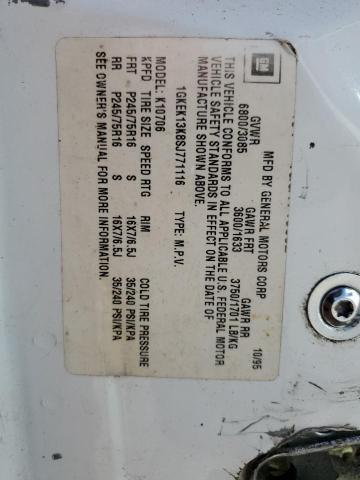 GM
MFD BY GENERAL MOTORS CORP 10/95
GVWR GAWR FRT GAWR RR
6800/3085 3600/1633 3750/1701 LB/KG
THIS VEHICLE CONFORMS TO ALL APPLICABLE U.S. FEDERAL MOTOR
VEHICLE SAFETY STANDARDS IN EFFECT ON THE DATE OF
MANUFACTURE SHOWN ABOVE.
1GKEK13K8SJ771116 TYPE: M.P.V.
MODEL: K10706
KPFD TIRE SIZE SPEED RTG RIM COLD TIRE PRESSURE
FRT P245/75R16 S 16X7/6.5J 35/240 PSI/KPA
RR P245/75R16 S 16X7/6.5J 35/240 PSI/KPA
SEE OWNER'S MANUAL FOR MORE INFORMATION.